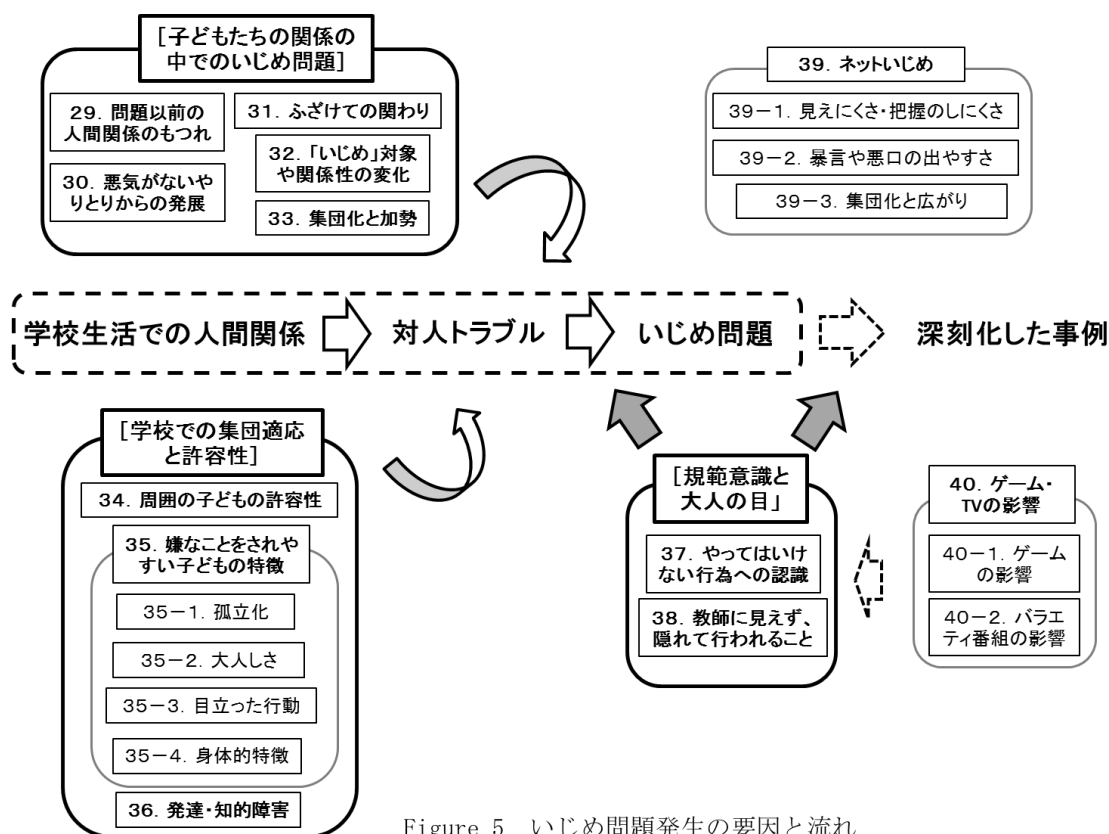 [子どもたちの関係の
中でのいじめ問題]
29．問題以前の
人間関係のもつれ
30．悪気がないや
りとりからの発展
31．ふざけての関わり
32．「いじめ」対象
や関係性の変化
33．集団化と加勢
39．ネットいじめ
39－1．見えにくさ・把握のしにくさ
39－2．暴言や悪口の出やすさ
39－3．集団化と広がり
学校生活での人間関係
対人トラブル
いじめ問題
深刻化した事例
[学校での集団適応
と許容性]
34．周囲の子どもの許容性
35．嫌なことをされや
すい子どもの特徴
35－1．孤立化
35－2．大人しさ
35－3．目立った行動
35－4．身体的特徴
36．発達・知的障害
[規範意識と
大人の目」
37．やってはいけ
ない行為への認識
38．教師に見えず、
隠れて行われること
40．ゲーム・
TVの影響
40－1．ゲーム
の影響
40－2．バラエ
ティ番組の影響
Figure 5 いじめ問題発生の要因と流れ